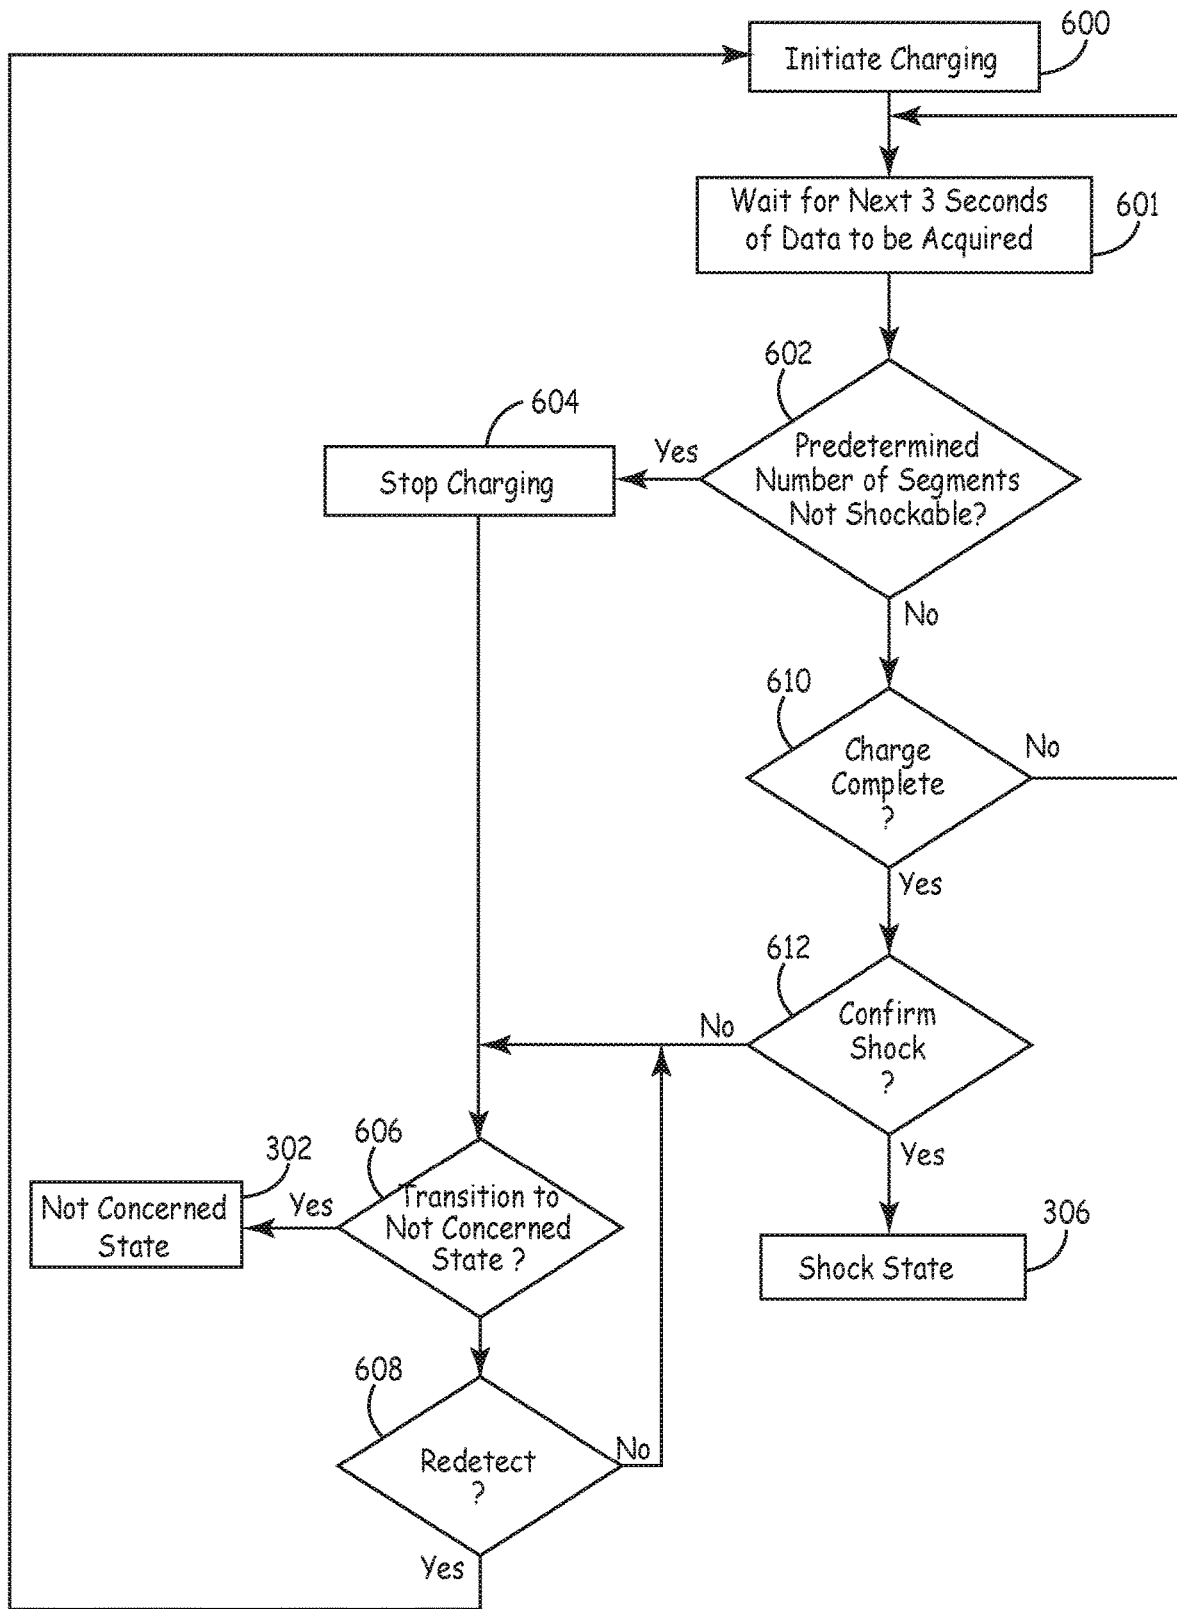 600
Initiate Charging
Wait for Next 3 Seconds
of Data to be Acquired
601
602
604
Yes
Predetermined
Number of Segments
Not Shockable?
Stop Charging
No
610
Charge
Complete
?
No
Yes
612
Confirm
Shock
?
No
Yes
606
302
Yes
Transition to
Not Concerned
State ?
Not Concerned
State
306
Shock State
608
No
Redetect
?
Yes